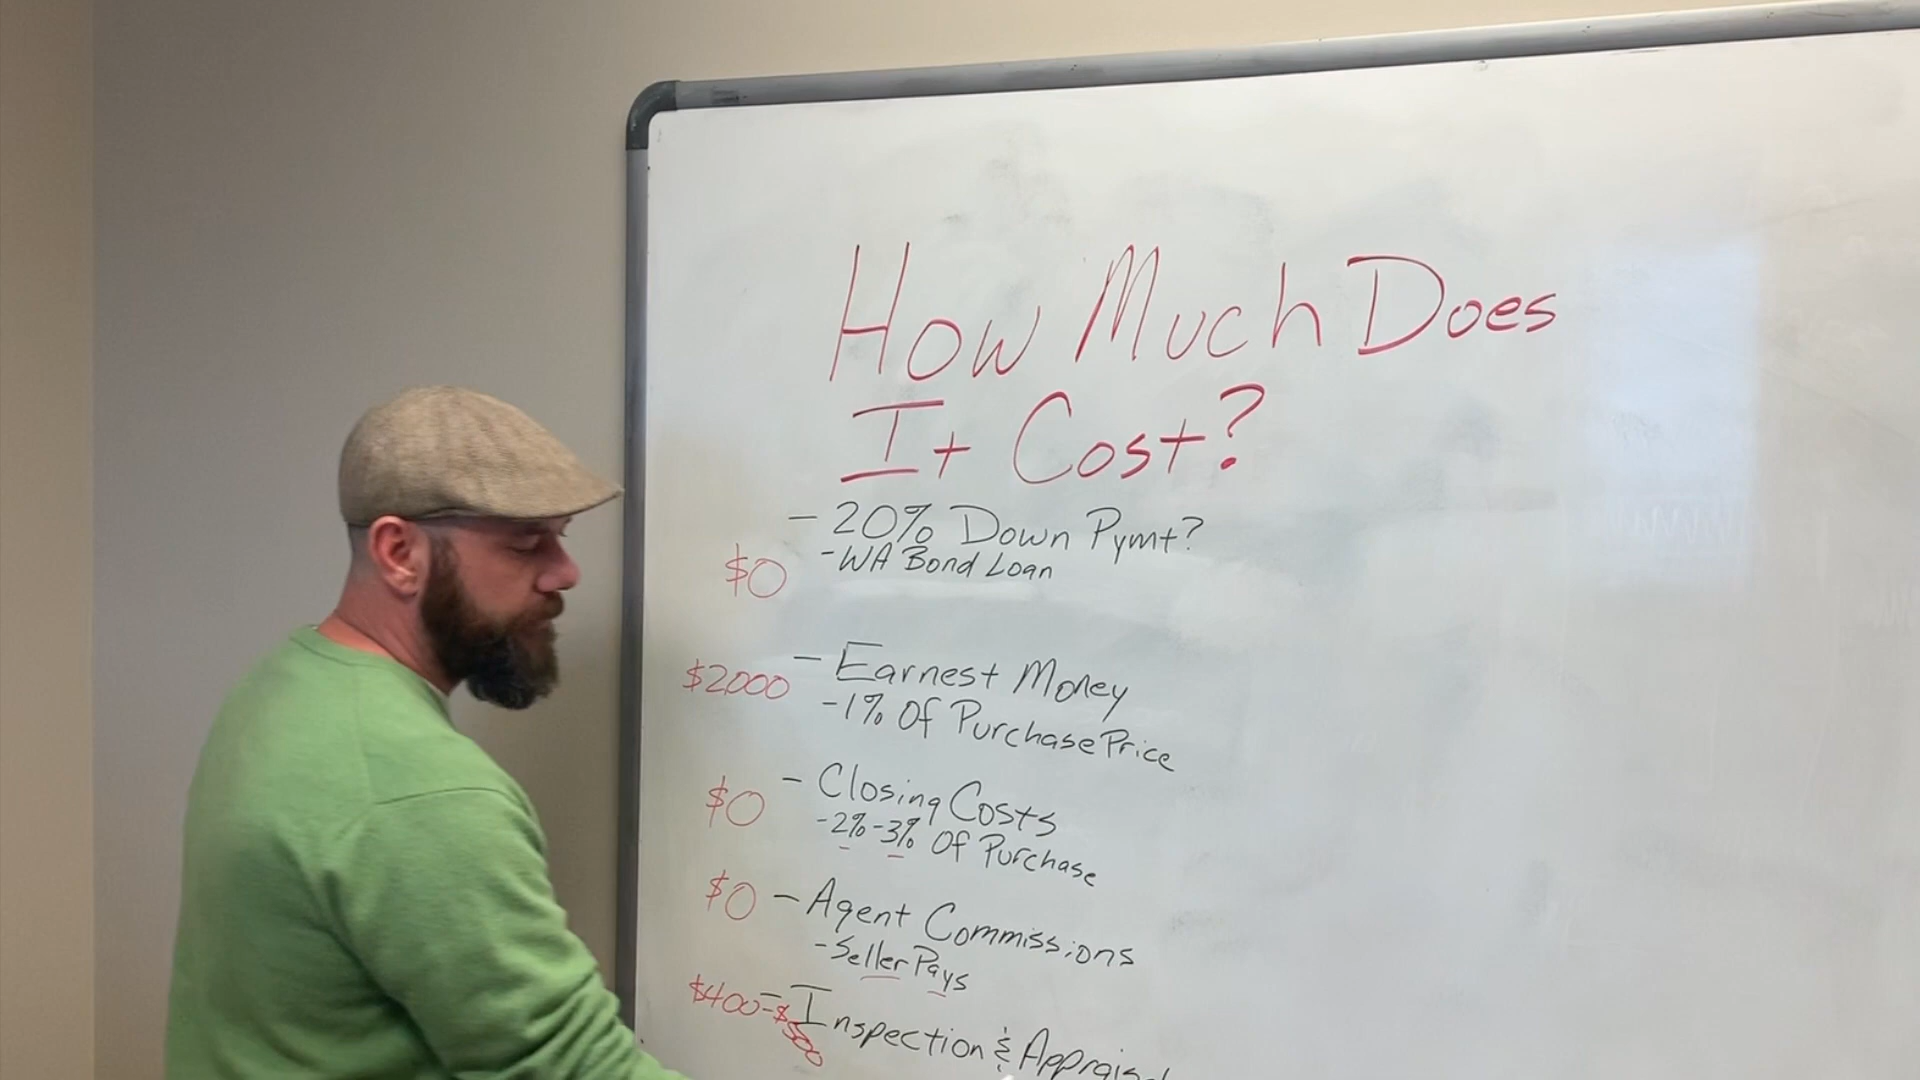 How Much Does
It Cost?
- 20% Down Pymt?
$0 - WA Bond Loan
$2000 - Earnest Money
- 1% Of Purchase Price
$0 - Closing Costs
- 2% - 3% Of Purchase
$0 - Agent Commissions
- Seller Pays
$400 - $500 - Inspection &